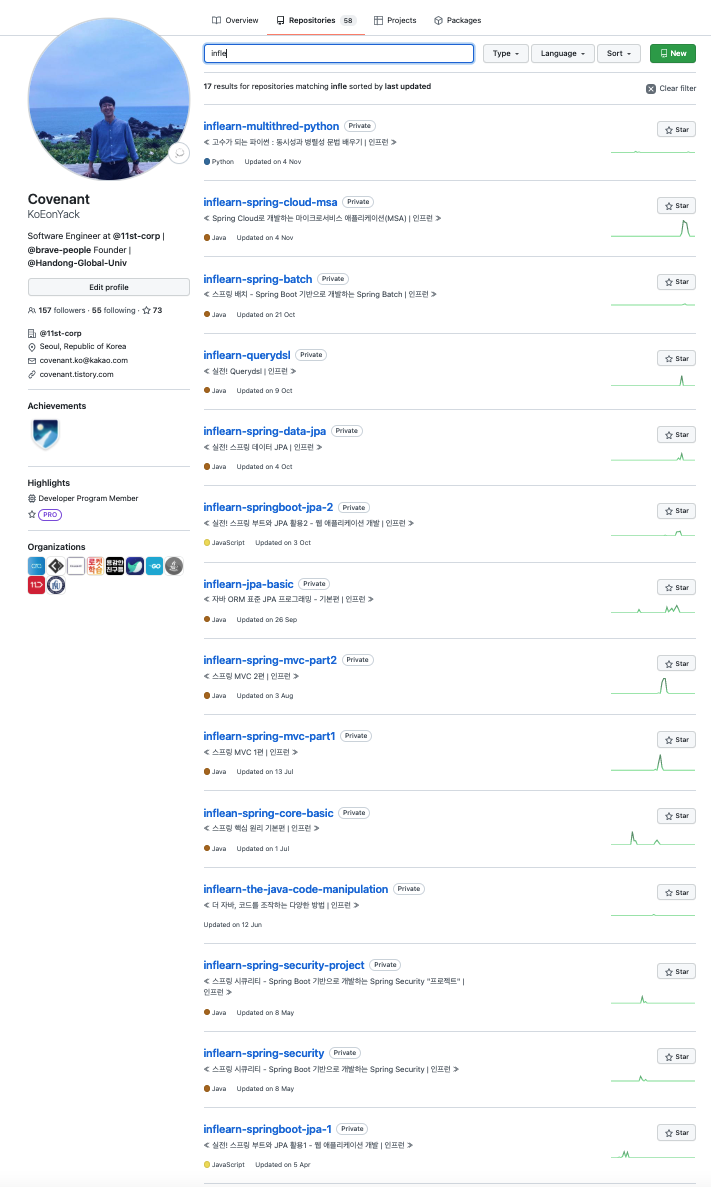 Overview
Repositories 58
Projects
Packages
infle
Type
Language
Sort
New
17 results for repositories matching infle sorted by last updated
Clear filter
Covenant
KoEonYack
Software Engineer at @11st-corp |
@brave-people Founder |
@Handong-Global-Univ
Edit profile
157 followers · 55 following · 73
@11st-corp
Seoul, Republic of Korea
covenant.ko@kakao.com
covenant.tistory.com
Achievements
Highlights
Developer Program Member
PRO
Organizations
로켓
학습
11
inflearn-multithred-python Private
Star
≪ 고수가 되는 파이썬 : 동시성과 병렬성 문법 배우기 | 인프런 ≫
Python Updated on 4 Nov
inflearn-spring-cloud-msa Private
Star
≪ Spring Cloud로 개발하는 마이크로서비스 애플리케이션(MSA) | 인프런 ≫
Java Updated on 4 Nov
inflearn-spring-batch Private
Star
≪ 스프링 배치 - Spring Boot 기반으로 개발하는 Spring Batch | 인프런 ≫
Java Updated on 21 Oct
inflearn-querydsl Private
Star
≪ 실전! Querydsl | 인프런 ≫
Java Updated on 9 Oct
inflearn-spring-data-jpa Private
Star
≪ 실전! 스프링 데이터 JPA | 인프런 ≫
Java Updated on 4 Oct
inflearn-springboot-jpa-2 Private
Star
≪ 실전! 스프링 부트와 JPA 활용2 - 웹 애플리케이션 개발 | 인프런 ≫
JavaScript Updated on 3 Oct
inflearn-jpa-basic Private
Star
≪ 자바 ORM 표준 JPA 프로그래밍 - 기본편 | 인프런 ≫
Java Updated on 26 Sep
inflearn-spring-mvc-part2 Private
Star
≪ 스프링 MVC 2편 | 인프런 ≫
Java Updated on 3 Aug
inflearn-spring-mvc-part1 Private
Star
≪ 스프링 MVC 1편 | 인프런 ≫
Java Updated on 13 Jul
inflean-spring-core-basic Private
Star
≪ 스프링 핵심 원리 기본편 | 인프런 ≫
Java Updated on 1 Jul
inflearn-the-java-code-manipulation Private
Star
≪ 더 자바, 코드를 조작하는 다양한 방법 | 인프런 ≫
Updated on 12 Jun
inflearn-spring-security-project Private
Star
≪ 스프링 시큐리티 - Spring Boot 기반으로 개발하는 Spring Security "프로젝트" |
인프런 ≫
Java Updated on 8 May
inflearn-spring-security Private
Star
≪ 스프링 시큐리티 - Spring Boot 기반으로 개발하는 Spring Security | 인프런 ≫
Java Updated on 8 May
inflearn-springboot-jpa-1 Private
Star
≪ 실전! 스프링 부트와 JPA 활용1 - 웹 애플리케이션 개발 | 인프런 ≫
JavaScript Updated on 5 Apr